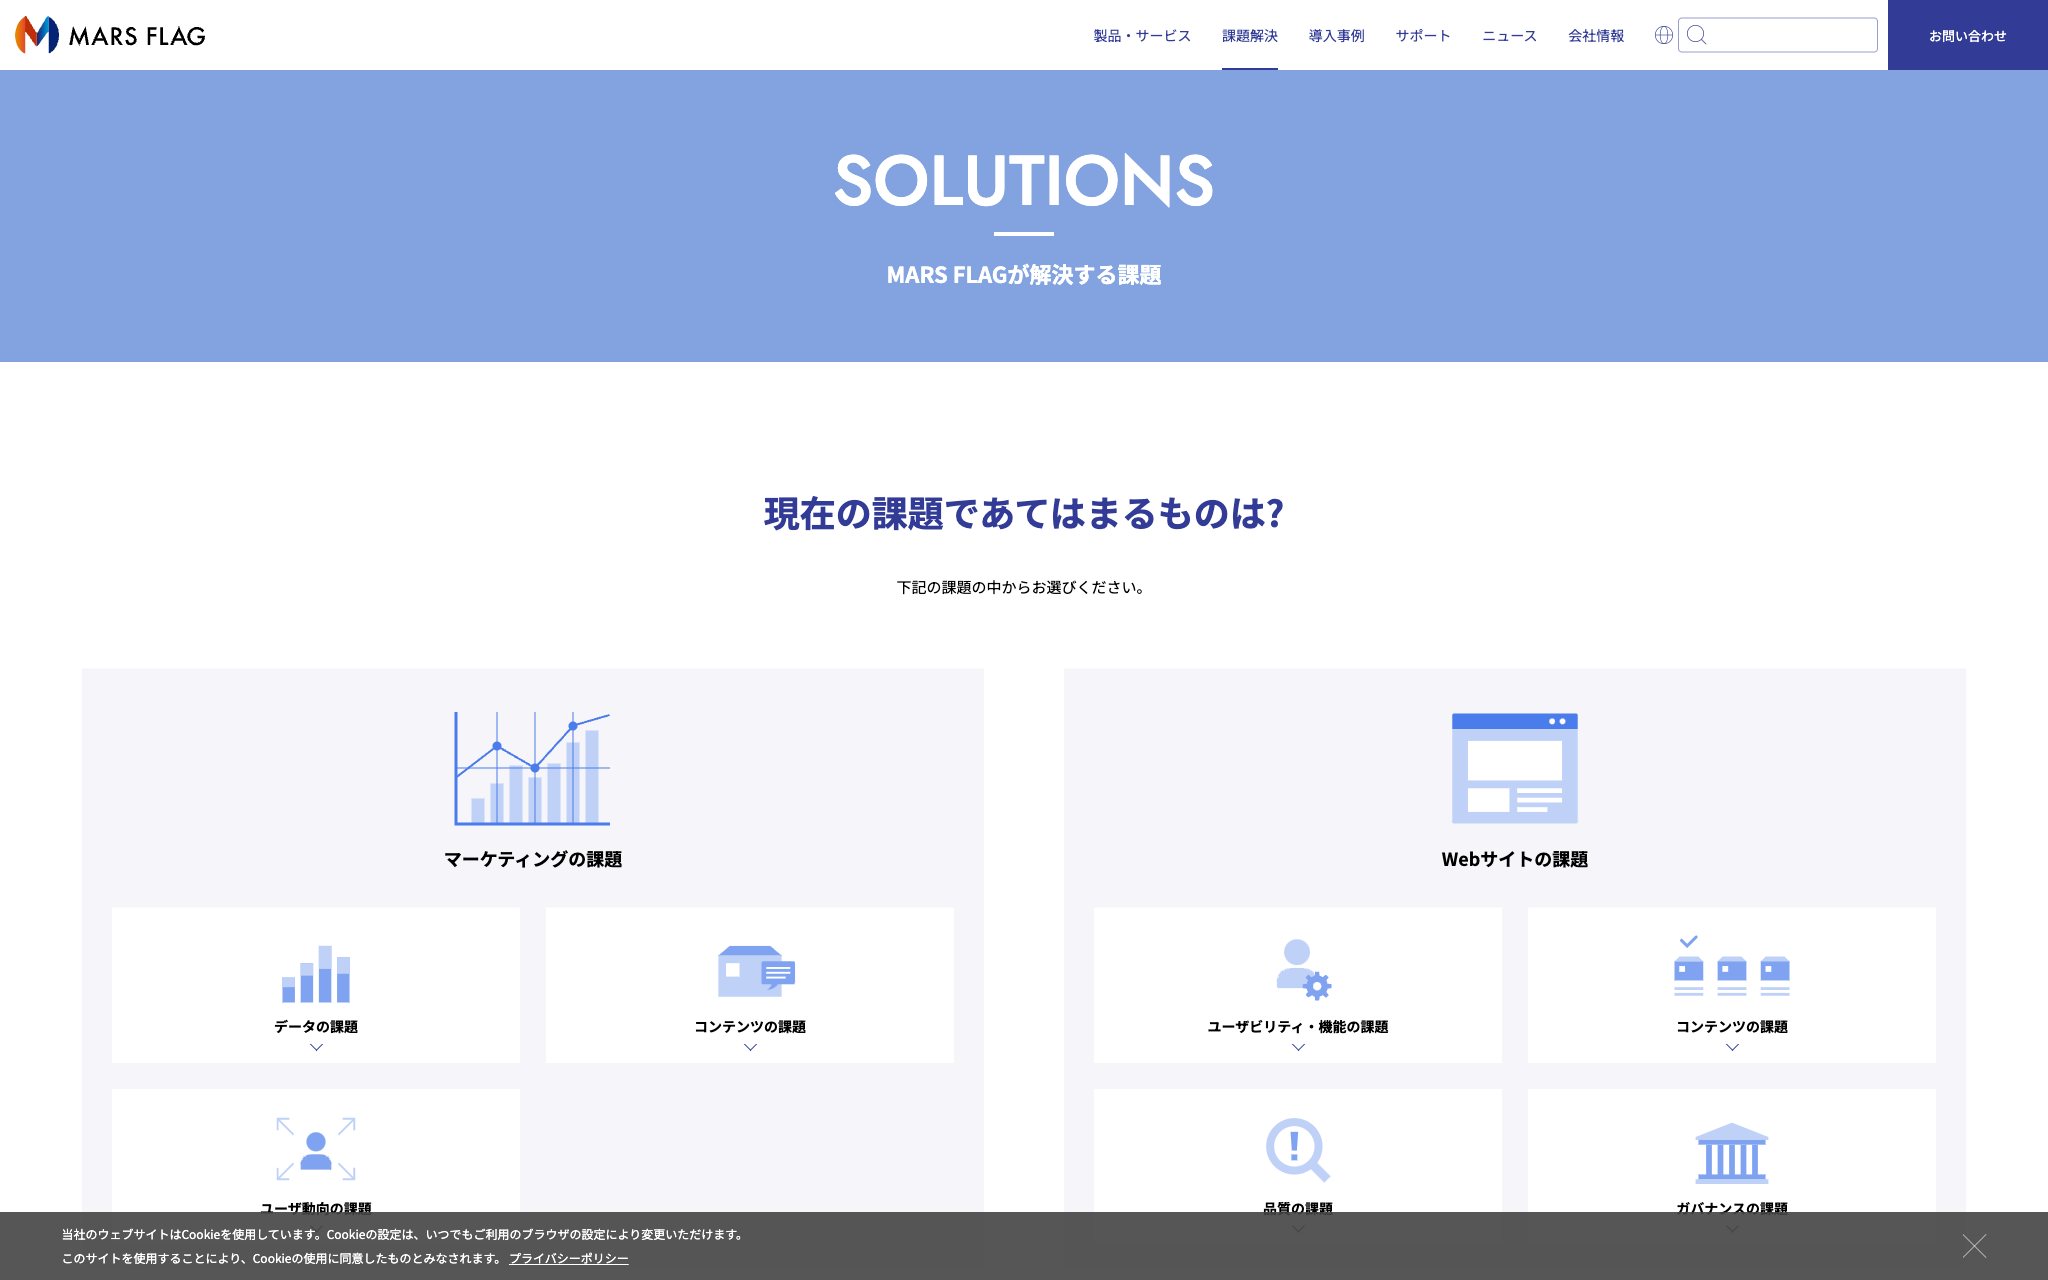 MARS FLAG
製品・サービス
課題解決
導入事例
サポート
ニュース
会社情報
お問い合わせ
SOLUTIONS
MARS FLAGが解決する課題
現在の課題であてはまるものは?
下記の課題の中からお選びください。
マーケティングの課題
データの課題
コンテンツの課題
ユーザ動向の課題
Webサイトの課題
ユーザビリティ・機能の課題
コンテンツの課題
品質の課題
ガバナンスの課題
当社のウェブサイトはCookieを使用しています。Cookieの設定は、いつでもご利用のブラウザの設定により変更いただけます。
このサイトを使用することにより、Cookieの使用に同意したものとみなされます。 プライバシーポリシー